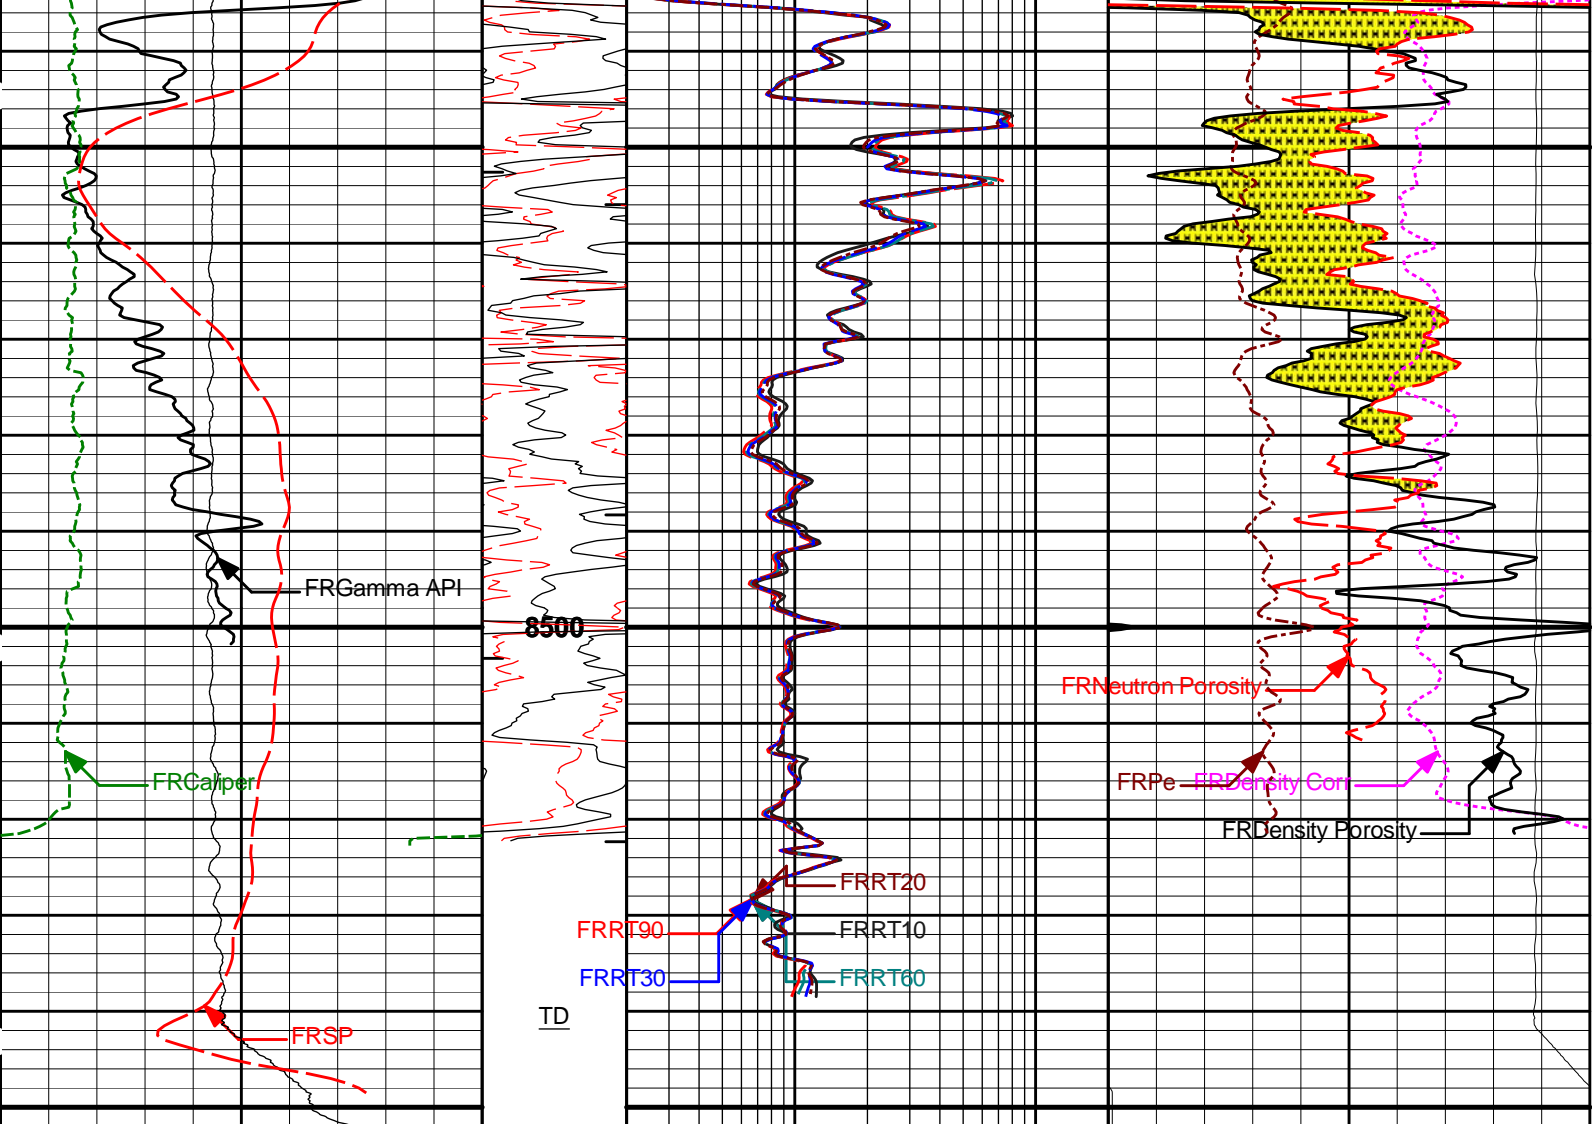 FRGamma API
8500
FRNeutron Porosity
FRCaliper
FRPe
FRDensity Corr
FRDensity Porosity
FRRT20
FRRT90
FRRT10
FRRT30
FRRT60
TD
FRSP